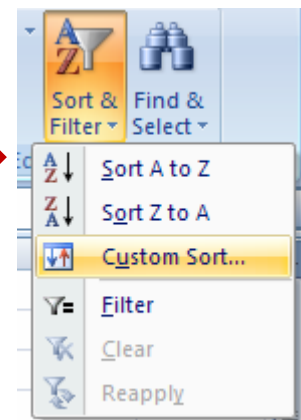 Sort & Find &
Filter Select
Sort A to Z
Sort Z to A
Custom Sort...
Filter
Clear
Reapply